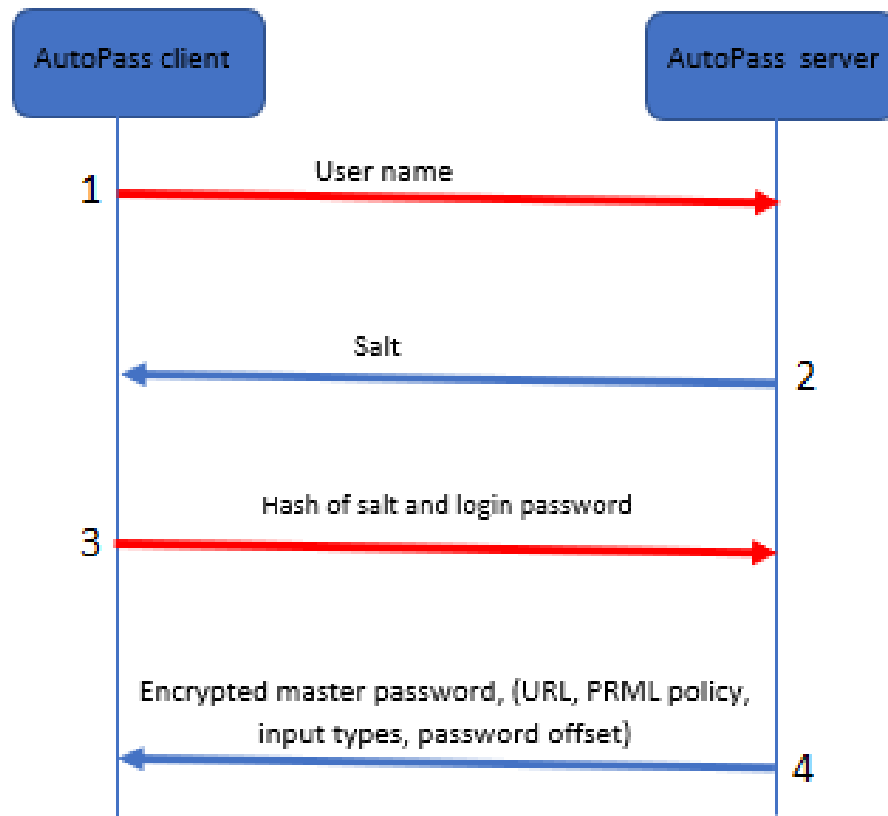 AutoPass client
AutoPass server
User name
1
Salt
2
Hash of salt and login password
3
Encrypted master password, (URL, PRML policy,
input types, password offset)
4